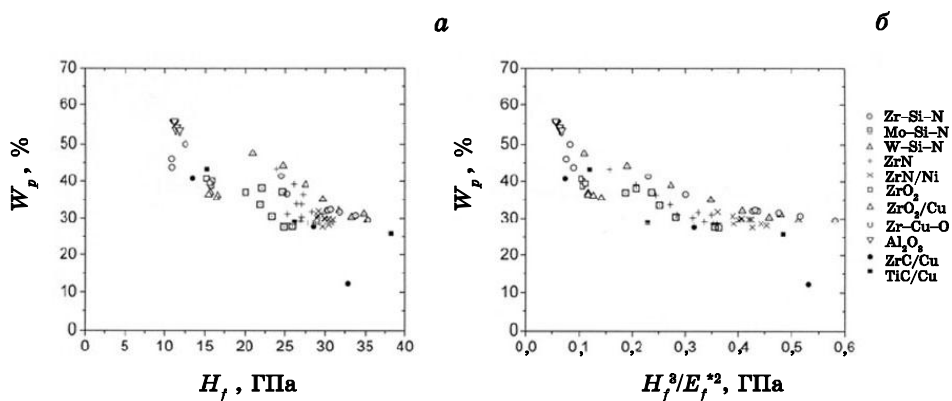 а
б
W_p, %
70
60
50
40
30
20
10
0
0
5
10
15
20
25
30
35
40
H_f, ГПа
W_p, %
70
60
50
40
30
20
10
0
0,0
0,1
0,2
0,3
0,4
0,5
0,6
H_f^3/E_f^*2, ГПа
Zr–Si–N
Mo–Si–N
W–Si–N
ZrN
ZrN/Ni
ZrO₂
ZrO₂/Cu
Zr–Cu–O
Al₂O₃
ZrC/Cu
TiC/Cu